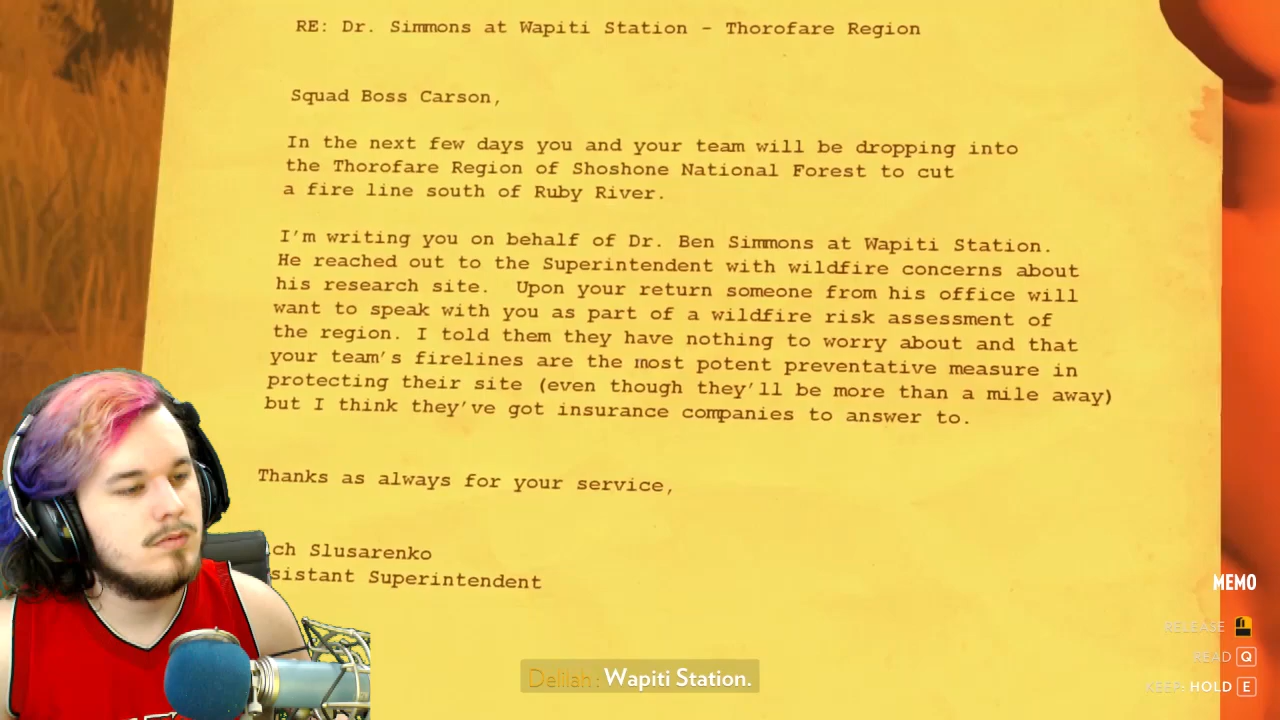 RE: Dr. Simmons at Wapiti Station - Thorofare Region
Squad Boss Carson,
In the next few days you and your team will be dropping into
the Thorofare Region of Shoshone National Forest to cut
a fire line south of Ruby River.
I'm writing you on behalf of Dr. Ben Simmons at Wapiti Station.
He reached out to the Superintendent with wildfire concerns about
his research site. Upon your return someone from his office will
want to speak with you as part of a wildfire risk assessment of
the region. I told them they have nothing to worry about and that
your team's firelines are the most potent preventative measure in
protecting their site (even though they'll be more than a mile away)
but I think they've got insurance companies to answer to.
Thanks as always for your service,
ch Slusarenko
sistant Superintendent
MEMO
RELEASE
READ Q
KEEP: HOLD E
Delilah: Wapiti Station.